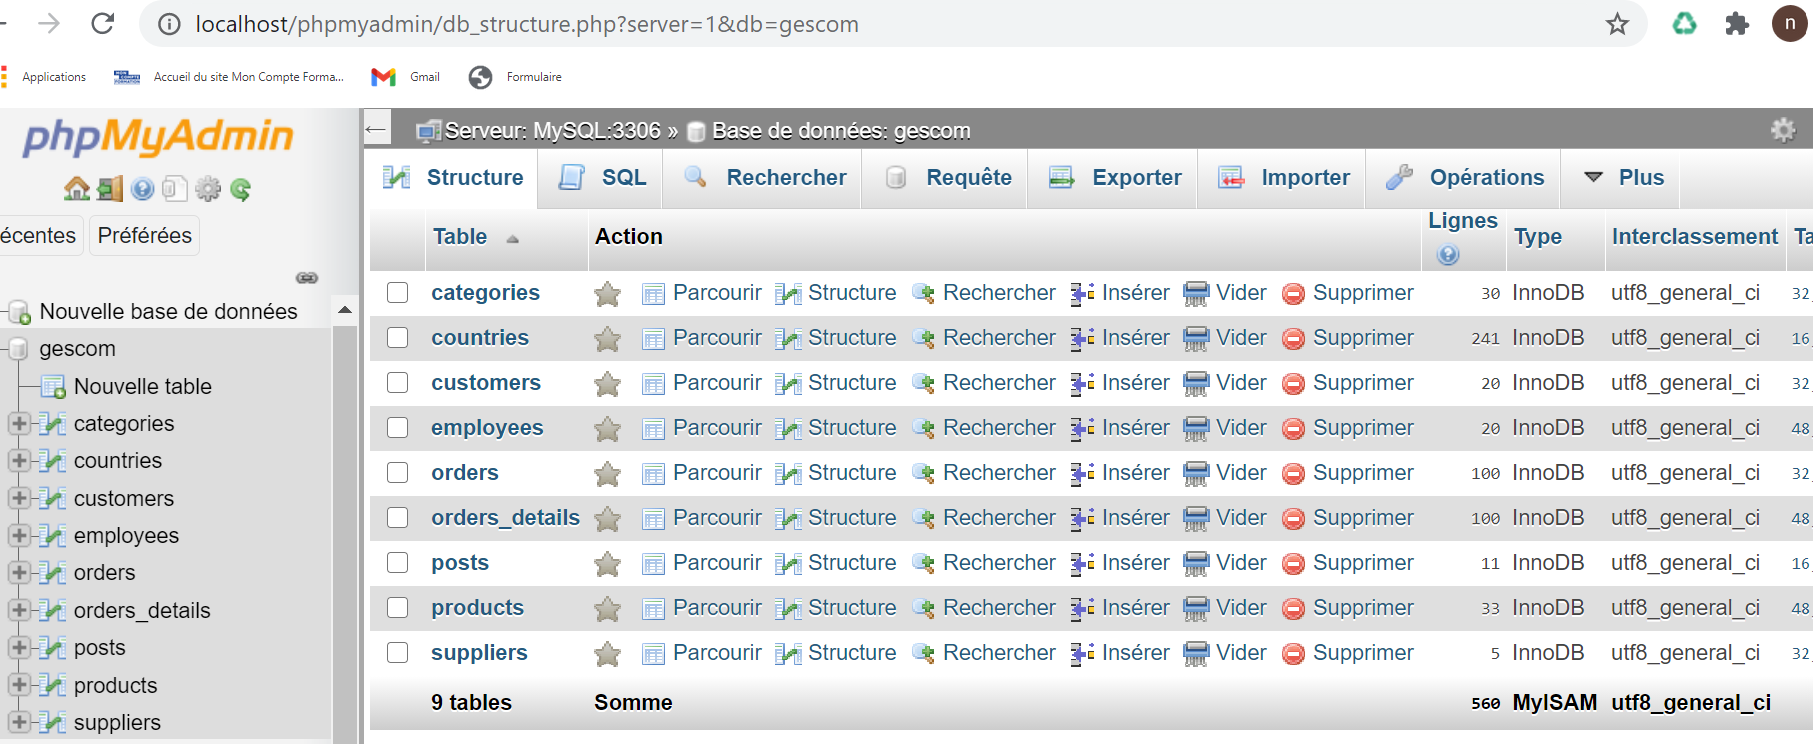 localhost/phpmyadmin/db_structure.php?server=1&db=gescom
n
Applications
Accueil du site Mon Compte Forma...
Gmail
Formulaire
phpMyAdmin
écentes
Préférées
Nouvelle base de données
gescom
Nouvelle table
categories
countries
customers
employees
orders
orders_details
posts
products
suppliers
Serveur: MySQL:3306 » Base de données: gescom
Structure SQL Rechercher Requête Exporter Importer Opérations Plus
Table Action Lignes Type Interclassement Ta
categories Parcourir Structure Rechercher Insérer Vider Supprimer 30 InnoDB utf8_general_ci 32,
countries Parcourir Structure Rechercher Insérer Vider Supprimer 241 InnoDB utf8_general_ci 16,
customers Parcourir Structure Rechercher Insérer Vider Supprimer 20 InnoDB utf8_general_ci 32,
employees Parcourir Structure Rechercher Insérer Vider Supprimer 20 InnoDB utf8_general_ci 48,
orders Parcourir Structure Rechercher Insérer Vider Supprimer 100 InnoDB utf8_general_ci 32,
orders_details Parcourir Structure Rechercher Insérer Vider Supprimer 100 InnoDB utf8_general_ci 48,
posts Parcourir Structure Rechercher Insérer Vider Supprimer 11 InnoDB utf8_general_ci 16,
products Parcourir Structure Rechercher Insérer Vider Supprimer 33 InnoDB utf8_general_ci 48,
suppliers Parcourir Structure Rechercher Insérer Vider Supprimer 5 InnoDB utf8_general_ci 32,
9 tables Somme 560 MyISAM utf8_general_ci